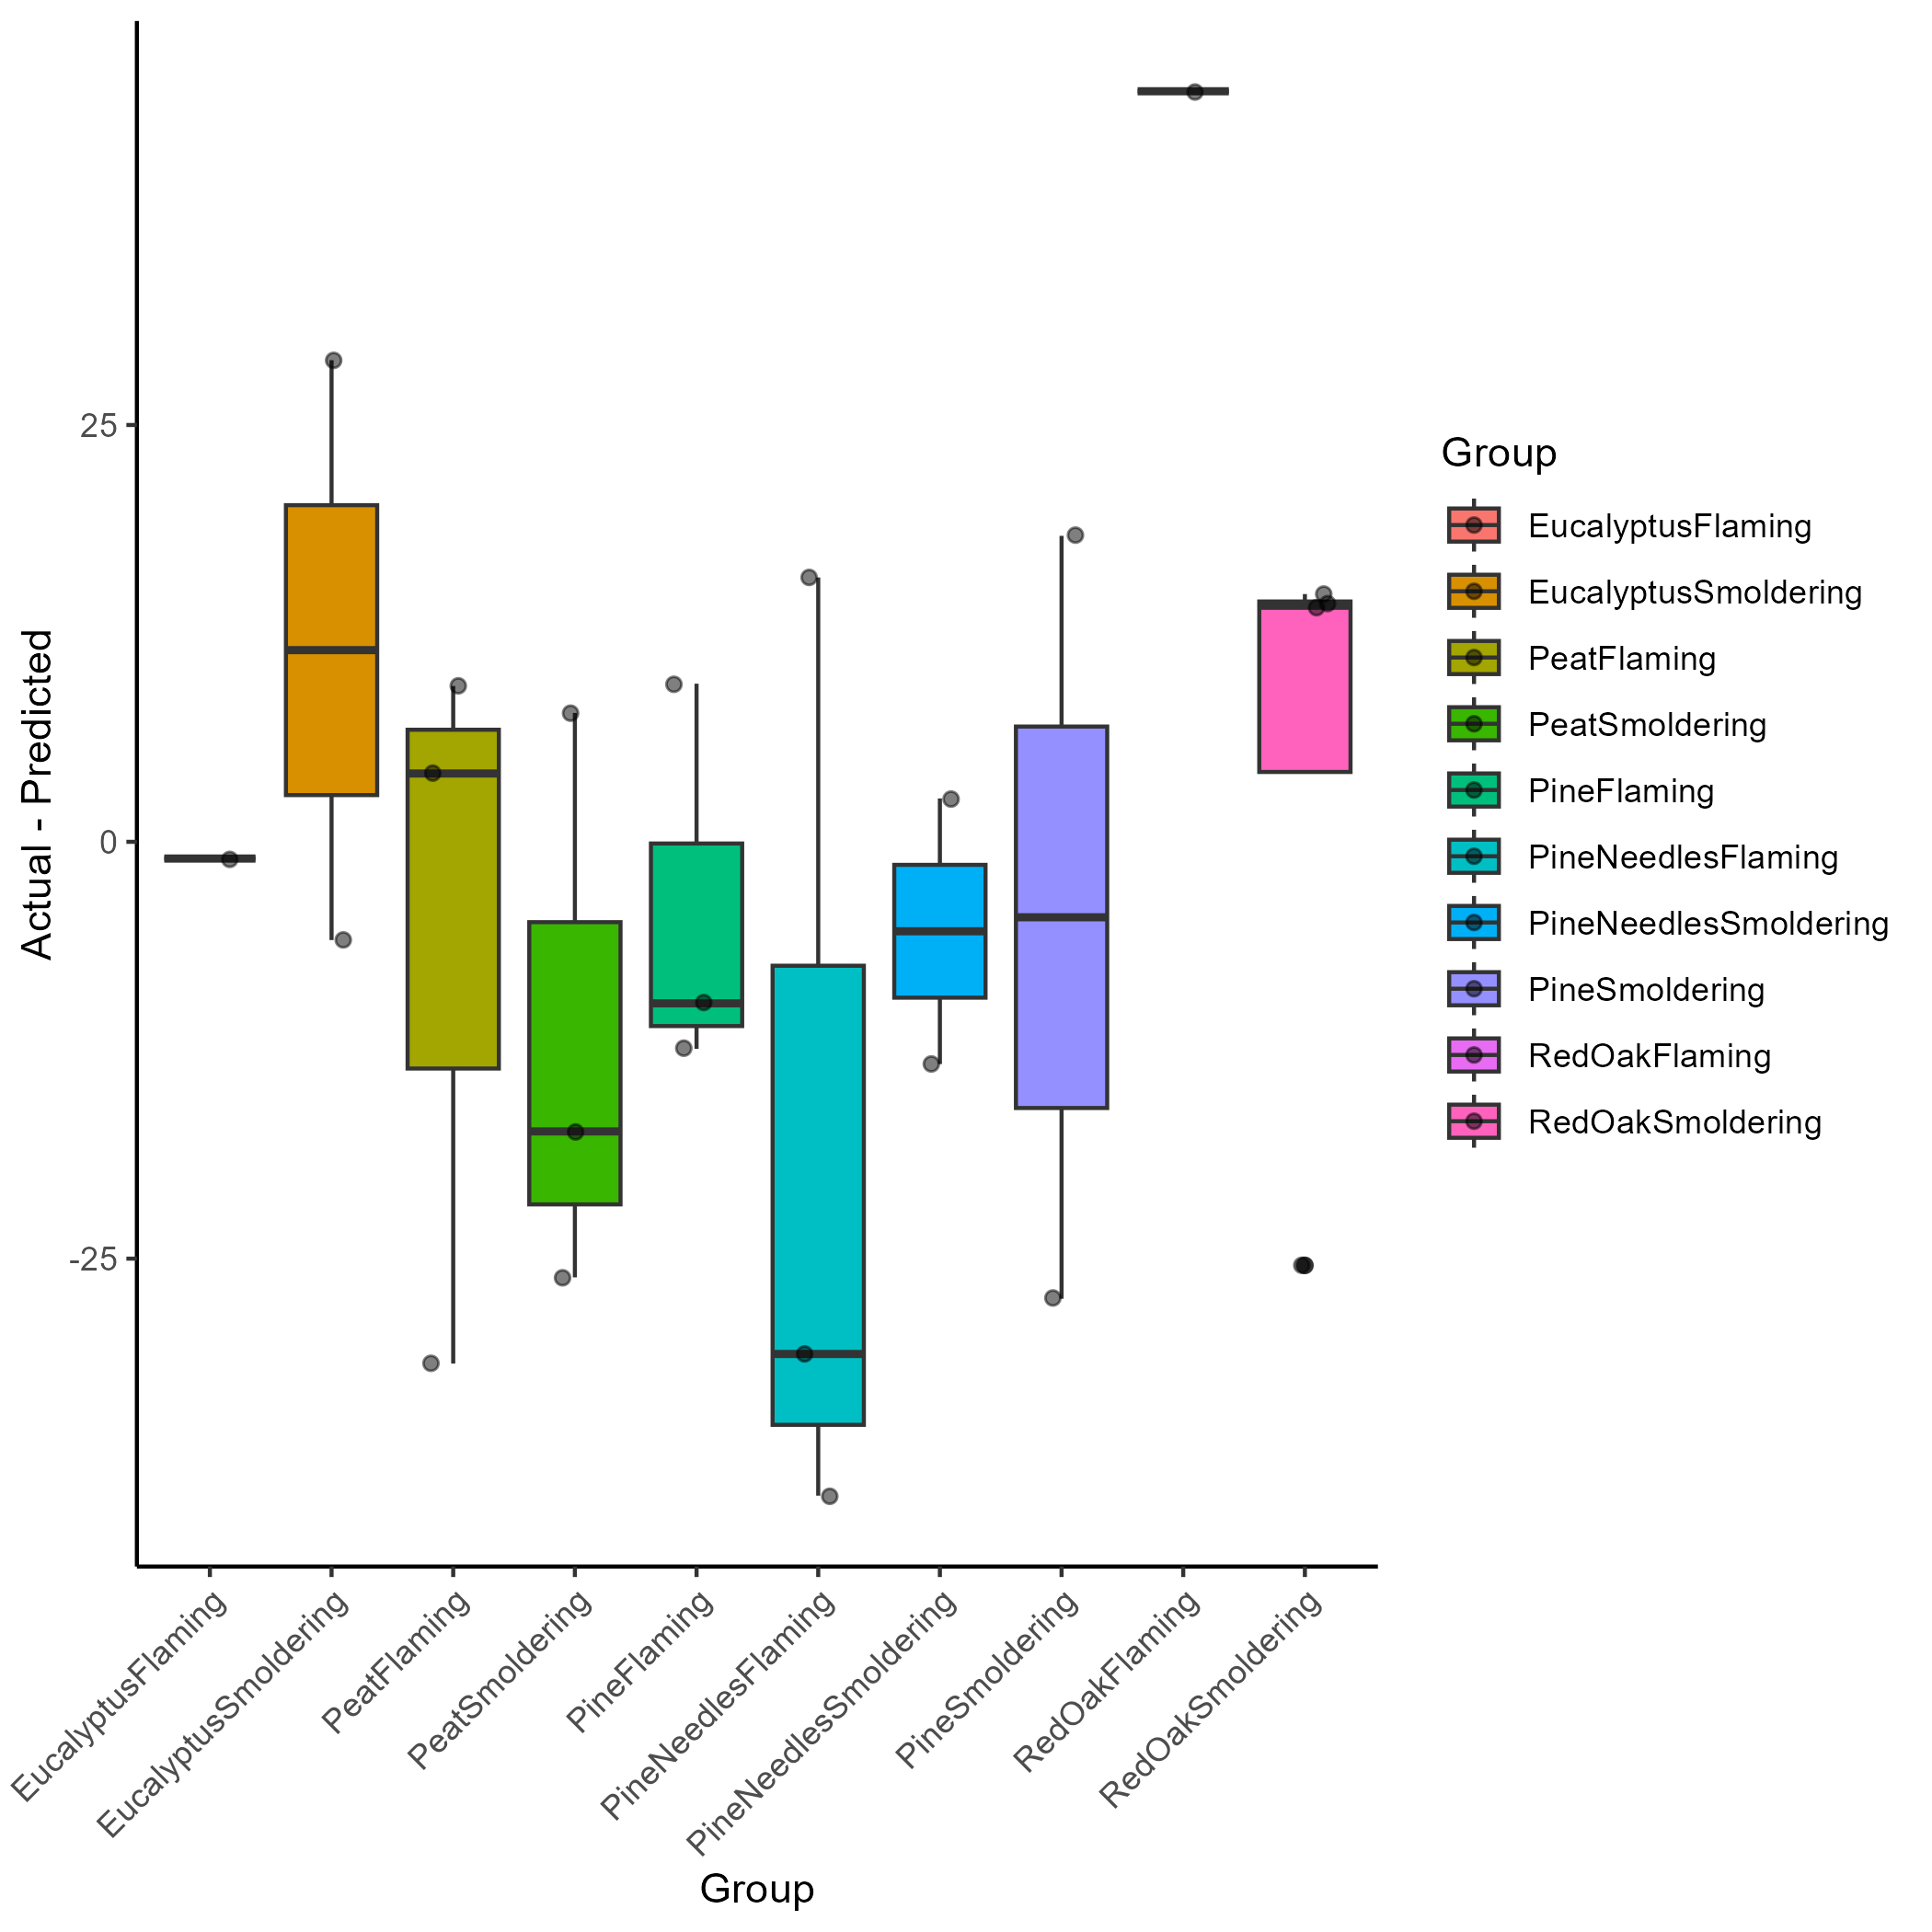 Actual - Predicted
25
0
-25
EucalyptusFlaming
EucalyptusSmoldering
PeatFlaming
PeatSmoldering
PineFlaming
PineNeedlesFlaming
PineNeedlesSmoldering
PineSmoldering
RedOakFlaming
RedOakSmoldering
Group
Group
EucalyptusFlaming
EucalyptusSmoldering
PeatFlaming
PeatSmoldering
PineFlaming
PineNeedlesFlaming
PineNeedlesSmoldering
PineSmoldering
RedOakFlaming
RedOakSmoldering